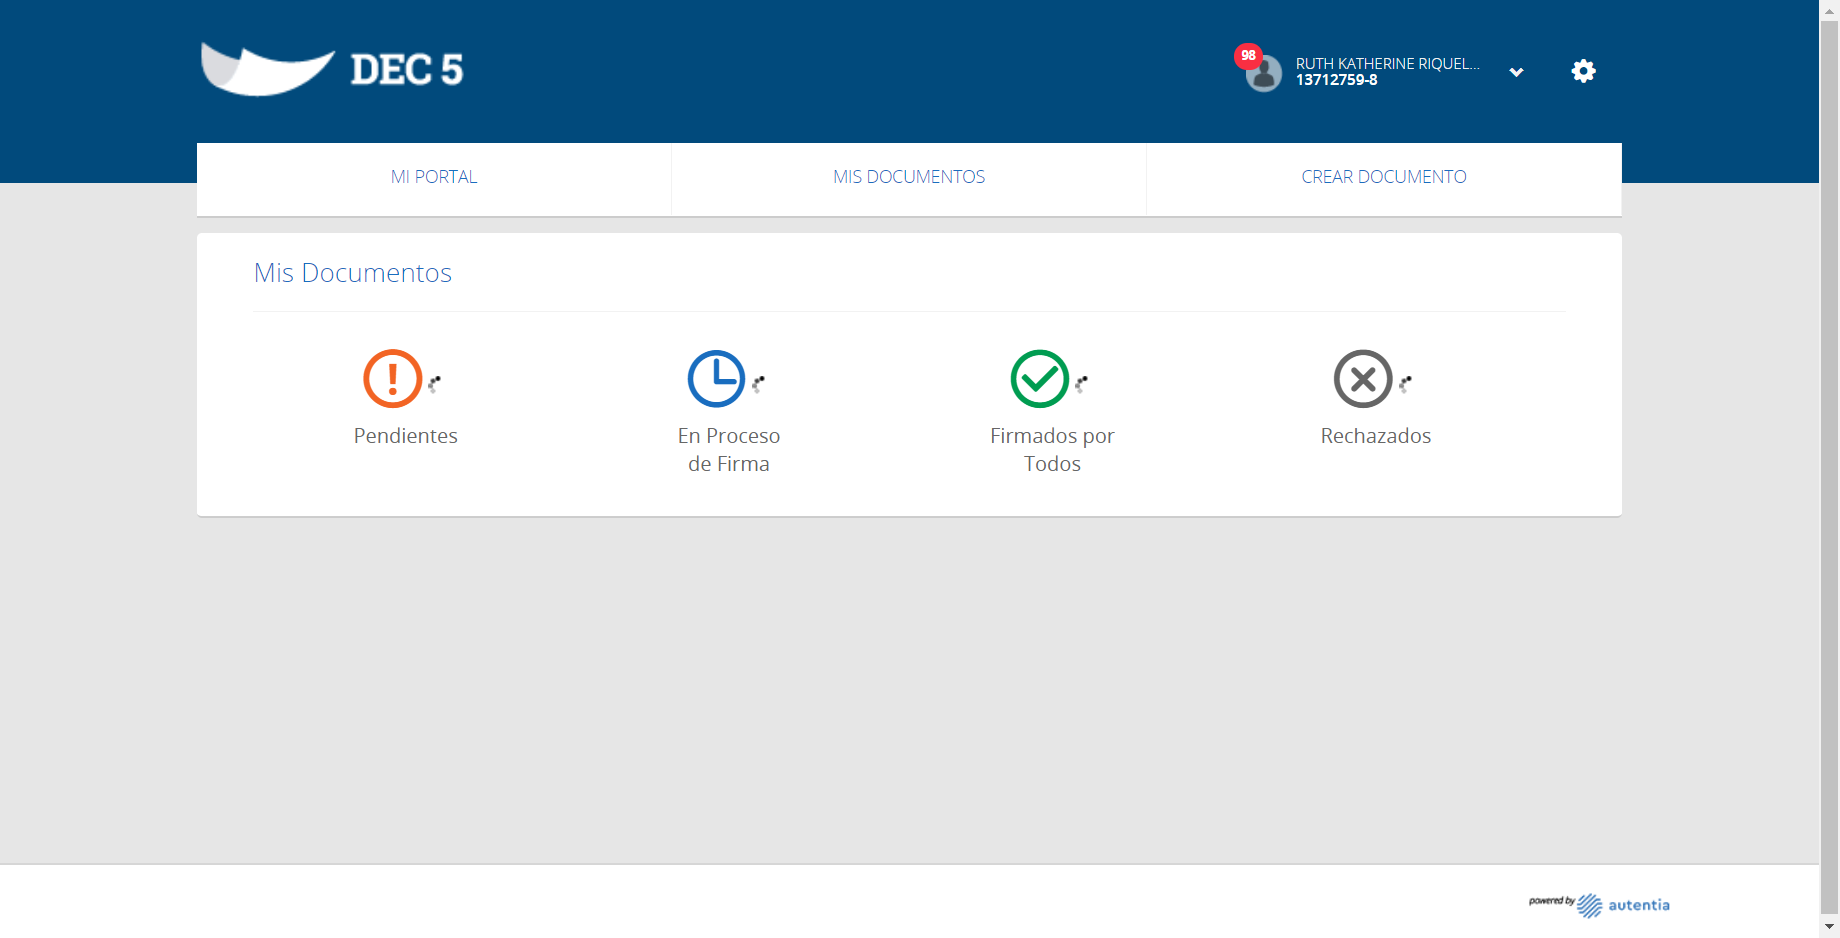 DEC 5
98
RUTH KATHERINE RIQUEL...
13712759-8
MI PORTAL
MIS DOCUMENTOS
CREAR DOCUMENTO
Mis Documentos
Pendientes
En Proceso
de Firma
Firmados por
Todos
Rechazados
powered by autentia